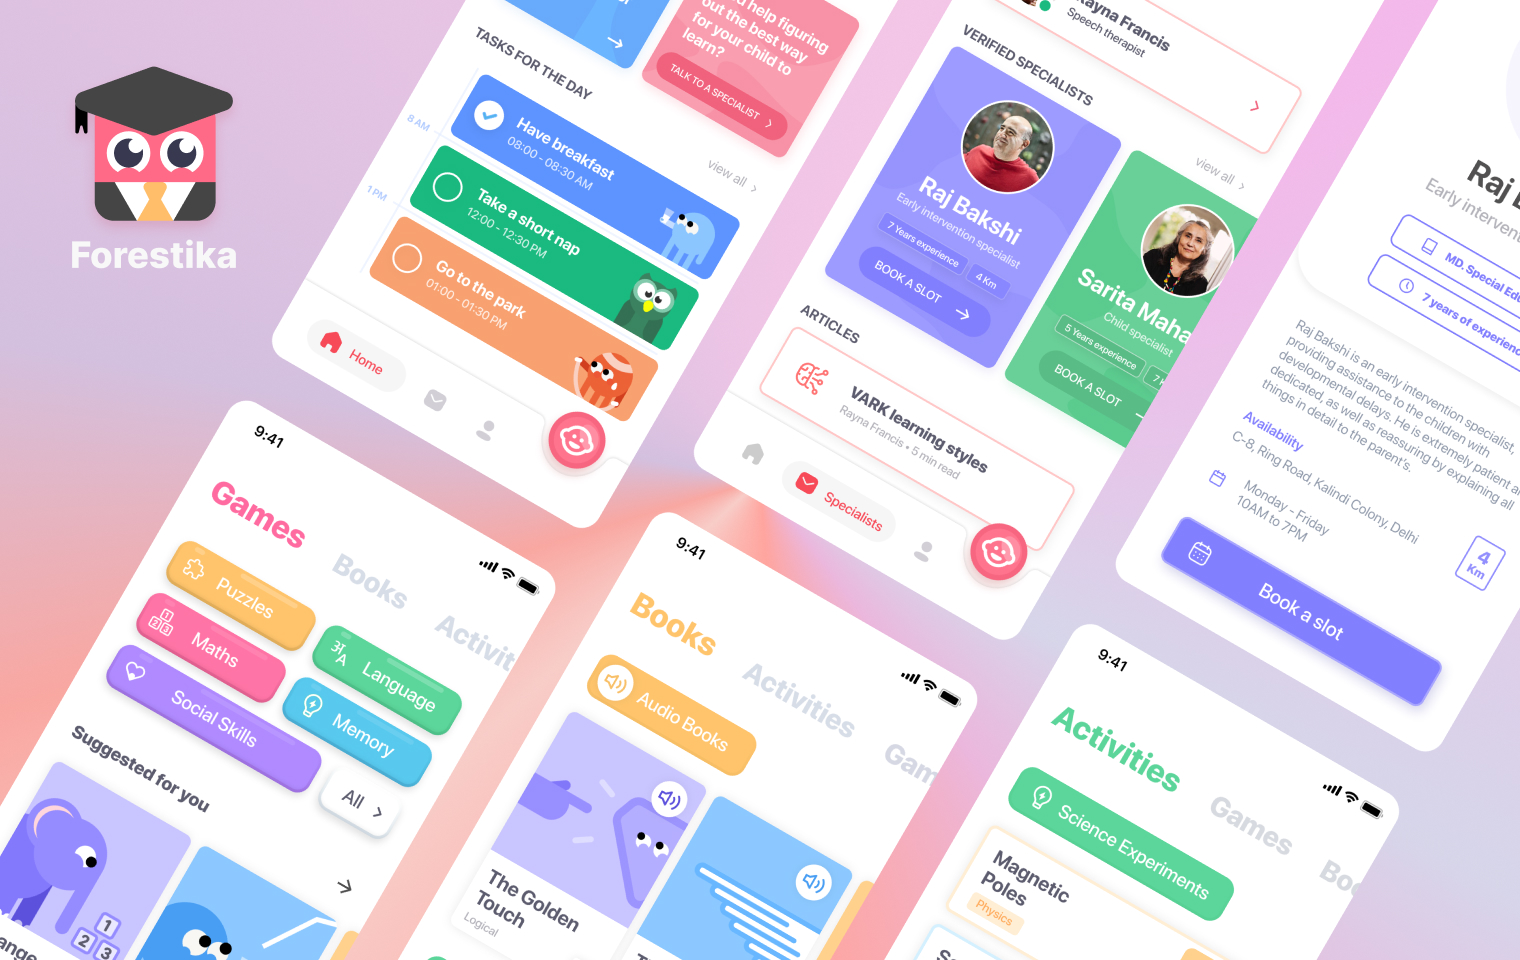 Forestika
d help figuring
out the best way
for your child to
learn?
TALK TO A SPECIALIST
TASKS FOR THE DAY
view all
8 AM
Have breakfast
08:00 - 08:30 AM
1 PM
Take a short nap
12:00 - 12:30 PM
Go to the park
01:00 - 01:30 PM
Home
Rayna Francis
Speech therapist
VERIFIED SPECIALISTS
view all
Raj Bakshi
Early intervention specialist
7 Years experience
4 Km
BOOK A SLOT
Sarita Maha
Child specialist
5 Years experience
7
BOOK A SLOT
ARTICLES
VARK learning styles
Rayna Francis • 5 min read
Specialists
Raj
Early intervent
MD. Special Edu
7 years of experienc
Raj Bakshi is an early intervention specialist,
providing assistance to the children with
developmental delays. He is extremely patient a
dedicated, as well as reassuring by explaining all
things in detail to the parent's.
Availability
C-8, Ring Road, Kalindi Colony, Delhi
Monday - Friday
10AM to 7PM
4
Km
Book a slot
9:41
Games
Books
Activit
Puzzles
Maths
अ
A
Language
Social Skills
Memory
All
Suggested for you
1
2
3
ange
9:41
Books
Activities
Gam
Audio Books
The Golden
Touch
Logical
9:41
Activities
Games
Boo
Science Experiments
Magnetic
Poles
Physics